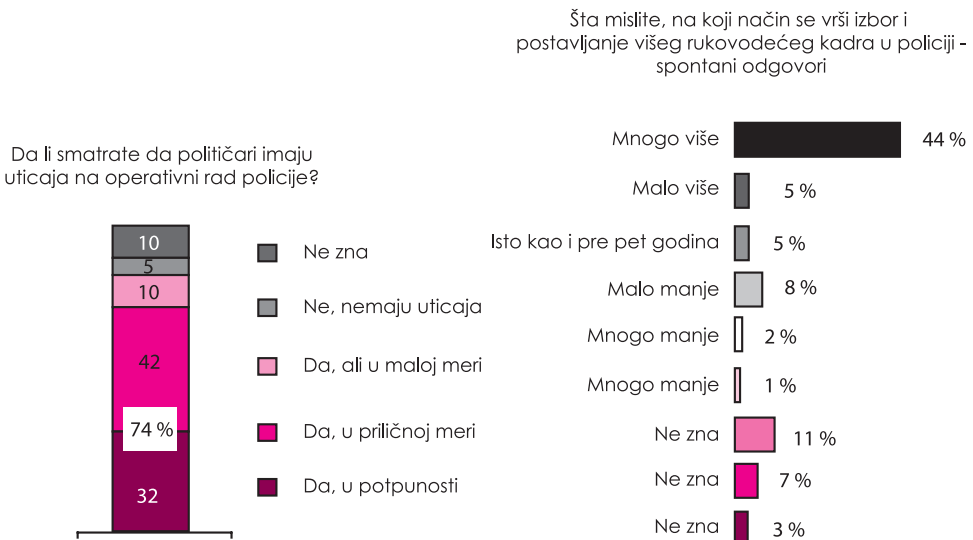 Šta mislite, na koji način se vrši izbor i
postavljanje višeg rukovodećeg kadra u policiji -
spontani odgovori
Da li smatrate da političari imaju
uticaja na operativni rad policije?
10
5
10
42
74 %
32
Ne zna
Ne, nemaju uticaja
Da, ali u maloj meri
Da, u priličnoj meri
Da, u potpunosti
Mnogo više 44 %
Malo više 5 %
Isto kao i pre pet godina 5 %
Malo manje 8 %
Mnogo manje 2 %
Mnogo manje 1 %
Ne zna 11 %
Ne zna 7 %
Ne zna 3 %